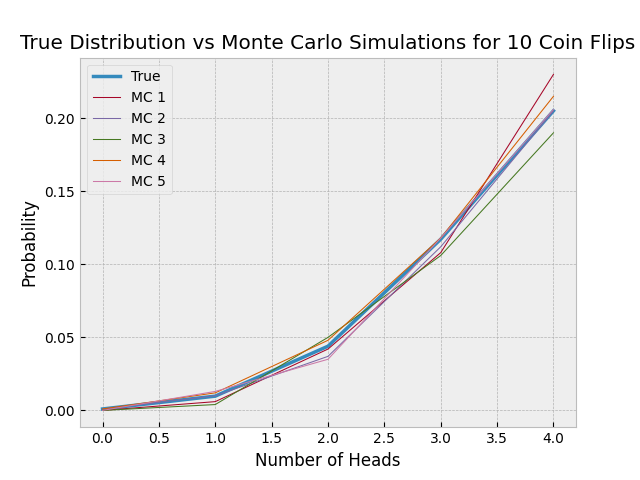 True Distribution vs Monte Carlo Simulations for 10 Coin Flips
True
MC 1
MC 2
MC 3
MC 4
MC 5
Probability
0.20
0.15
0.10
0.05
0.00
0.0 0.5 1.0 1.5 2.0 2.5 3.0 3.5 4.0
Number of Heads